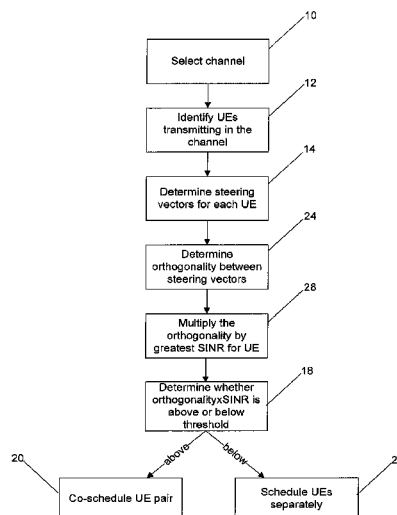 10
Select channel
12
Identify UEs
transmitting in the
channel
14
Determine steering
vectors for each UE
24
Determine
orthogonality between
steering vectors
28
Multiply the
orthogonality by
greatest SINR for UE
18
Determine whether
orthogonalityxSINR is
above or below
threshold
above
below
20
Co-schedule UE pair
Schedule UEs
separately